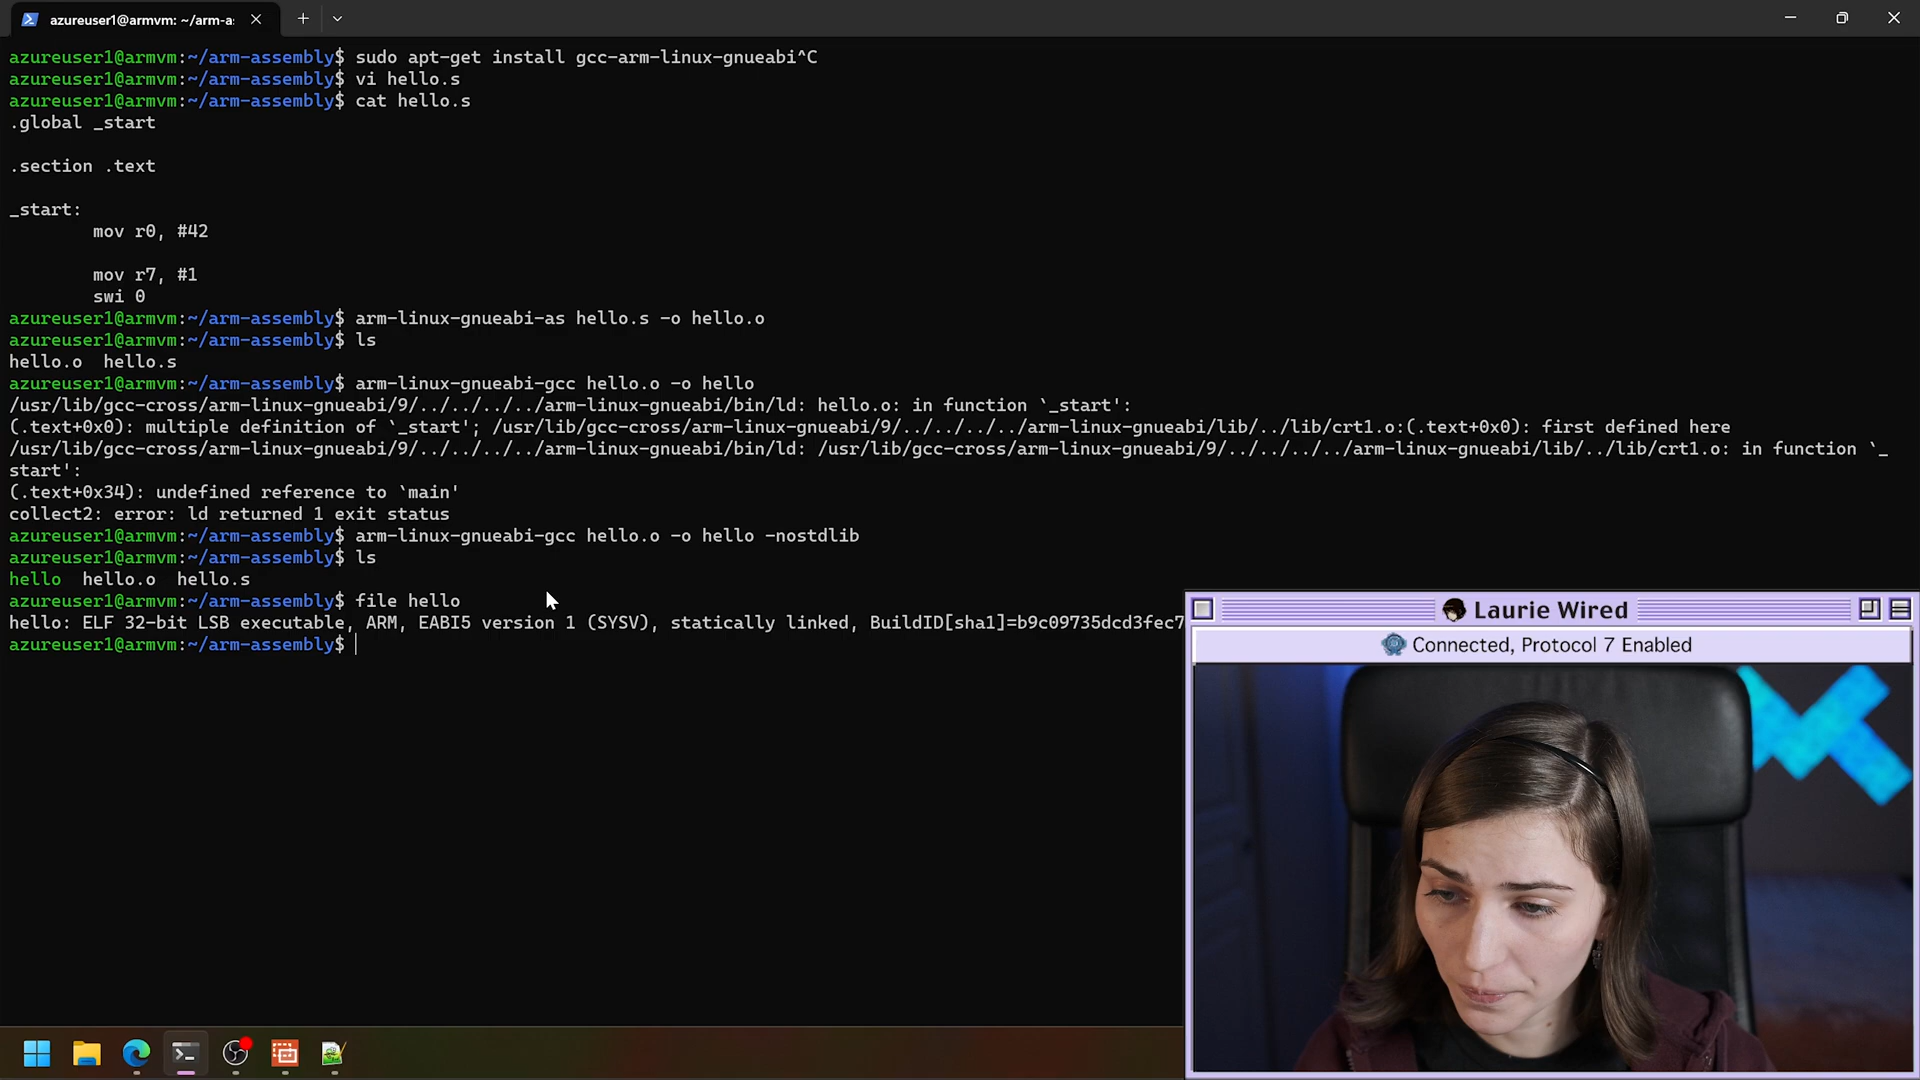 azureuser1@armvm: ~/arm-a
azureuser1@armvm:~/arm-assembly$ sudo apt-get install gcc-arm-linux-gnueabi^C
azureuser1@armvm:~/arm-assembly$ vi hello.s
azureuser1@armvm:~/arm-assembly$ cat hello.s
.global _start
.section .text
_start:
mov r0, #42
mov r7, #1
swi 0
azureuser1@armvm:~/arm-assembly$ arm-linux-gnueabi-as hello.s -o hello.o
azureuser1@armvm:~/arm-assembly$ ls
hello.o  hello.s
azureuser1@armvm:~/arm-assembly$ arm-linux-gnueabi-gcc hello.o -o hello
/usr/lib/gcc-cross/arm-linux-gnueabi/9/../../../../arm-linux-gnueabi/bin/ld: hello.o: in function `_start':
(.text+0x0): multiple definition of `_start'; /usr/lib/gcc-cross/arm-linux-gnueabi/9/../../../../arm-linux-gnueabi/lib/../lib/crt1.o:(.text+0x0): first defined here
/usr/lib/gcc-cross/arm-linux-gnueabi/9/../../../../arm-linux-gnueabi/bin/ld: /usr/lib/gcc-cross/arm-linux-gnueabi/9/../../../../arm-linux-gnueabi/lib/../lib/crt1.o: in function `_
start':
(.text+0x34): undefined reference to `main'
collect2: error: ld returned 1 exit status
azureuser1@armvm:~/arm-assembly$ arm-linux-gnueabi-gcc hello.o -o hello -nostdlib
azureuser1@armvm:~/arm-assembly$ ls
hello  hello.o  hello.s
azureuser1@armvm:~/arm-assembly$ file hello
hello: ELF 32-bit LSB executable, ARM, EABI5 version 1 (SYSV), statically linked, BuildID[sha1]=b9c09735dcd3fec7
azureuser1@armvm:~/arm-assembly$
Laurie Wired
Connected, Protocol 7 Enabled